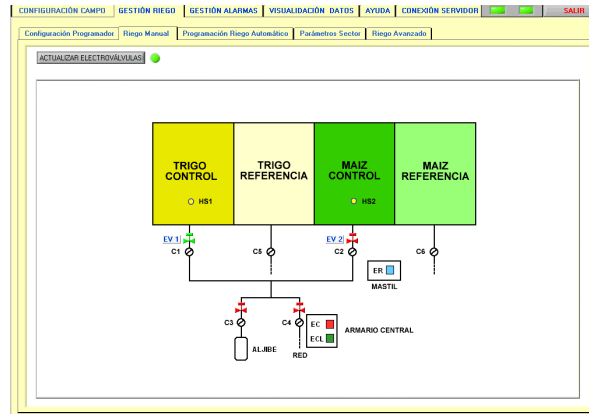 CONFIGURACIÓN CAMPO GESTIÓN RIEGO GESTIÓN ALARMAS VISUALIZACIÓN DATOS AYUDA CONEXIÓN SERVIDOR SALIR
Configuración Programador Riego Manual Programación Riego Automático Parámetros Sector Riego Avanzado
ACTUALIZAR ELECTROVÁLVULAS
TRIGO CONTROL
TRIGO REFERENCIA
MAIZ CONTROL
MAIZ REFERENCIA
HS1
HS2
EV 1
EV 2
C1
C5
C2
C6
ER
MASTIL
C3
C4
EC
ECL
ARMARIO CENTRAL
ALJIBE
RED